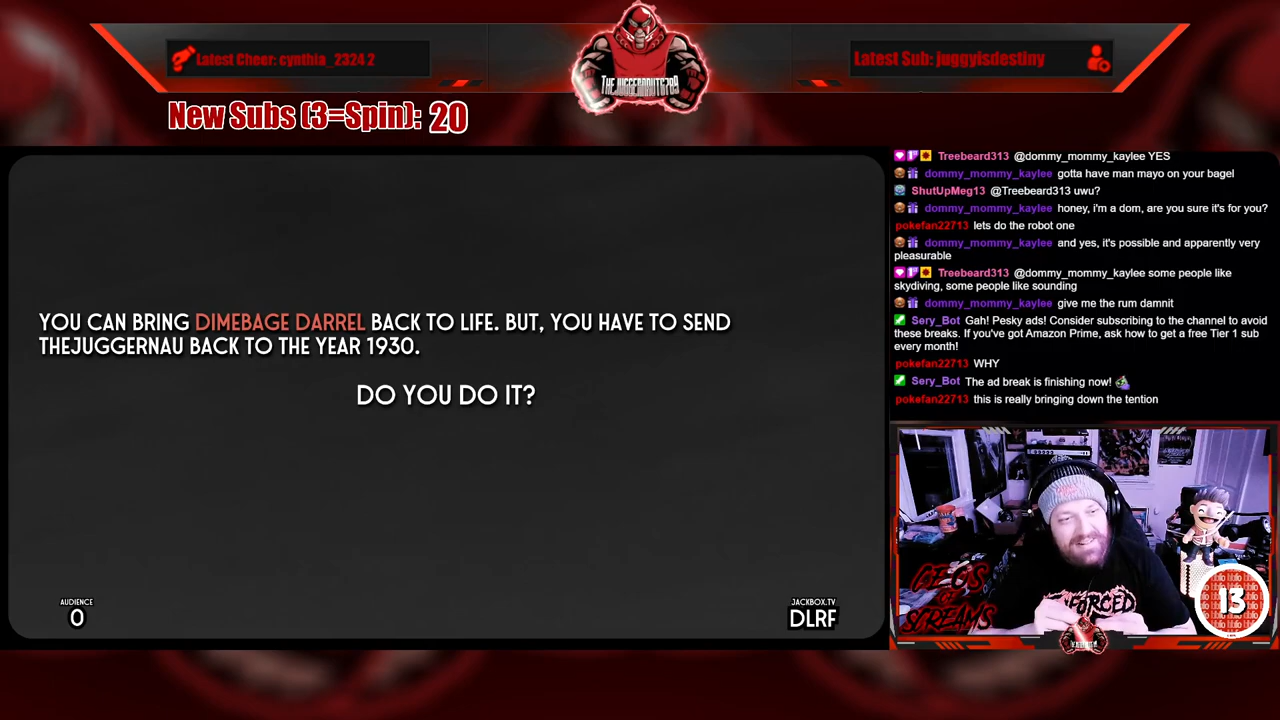 Latest Cheer: cynthia_2324 2
THEJUGGERNAUT6789
Latest Sub: juggyisdestiny
New Subs (3=Spin): 20
YOU CAN BRING DIMEBAGE DARREL BACK TO LIFE. BUT, YOU HAVE TO SEND
THEJUGGERNAU BACK TO THE YEAR 1930.
DO YOU DO IT?
AUDIENCE
0
JACKBOX.TV
DLRF
Treebeard313 @dommy_mommy_kaylee YES
dommy_mommy_kaylee gotta have man mayo on your bagel
ShutUpMeg13 @Treebeard313 uwu?
dommy_mommy_kaylee honey, i'm a dom, are you sure it's for you?
pokefan22713 lets do the robot one
dommy_mommy_kaylee and yes, it's possible and apparently very
pleasurable
Treebeard313 @dommy_mommy_kaylee some people like
skydiving, some people like sounding
dommy_mommy_kaylee give me the rum damnit
Sery_Bot Gah! Pesky ads! Consider subscribing to the channel to avoid
these breaks. If you've got Amazon Prime, ask how to get a free Tier 1 sub
every month!
pokefan22713 WHY
Sery_Bot The ad break is finishing now!
pokefan22713 this is really bringing down the tention
SCREAMS
13